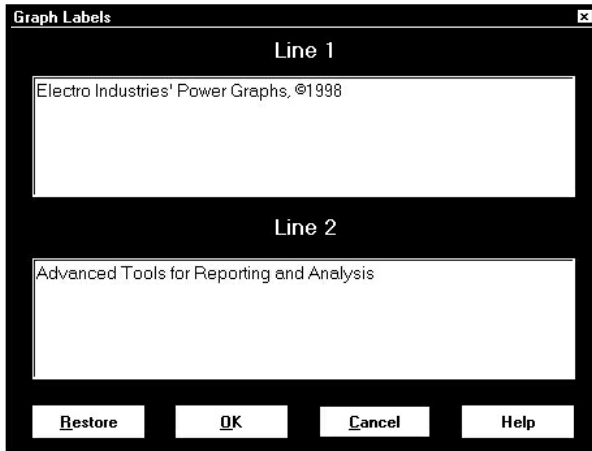 Graph Labels
Line 1
Electro Industries' Power Graphs, ©1998
Line 2
Advanced Tools for Reporting and Analysis
Restore OK Cancel Help